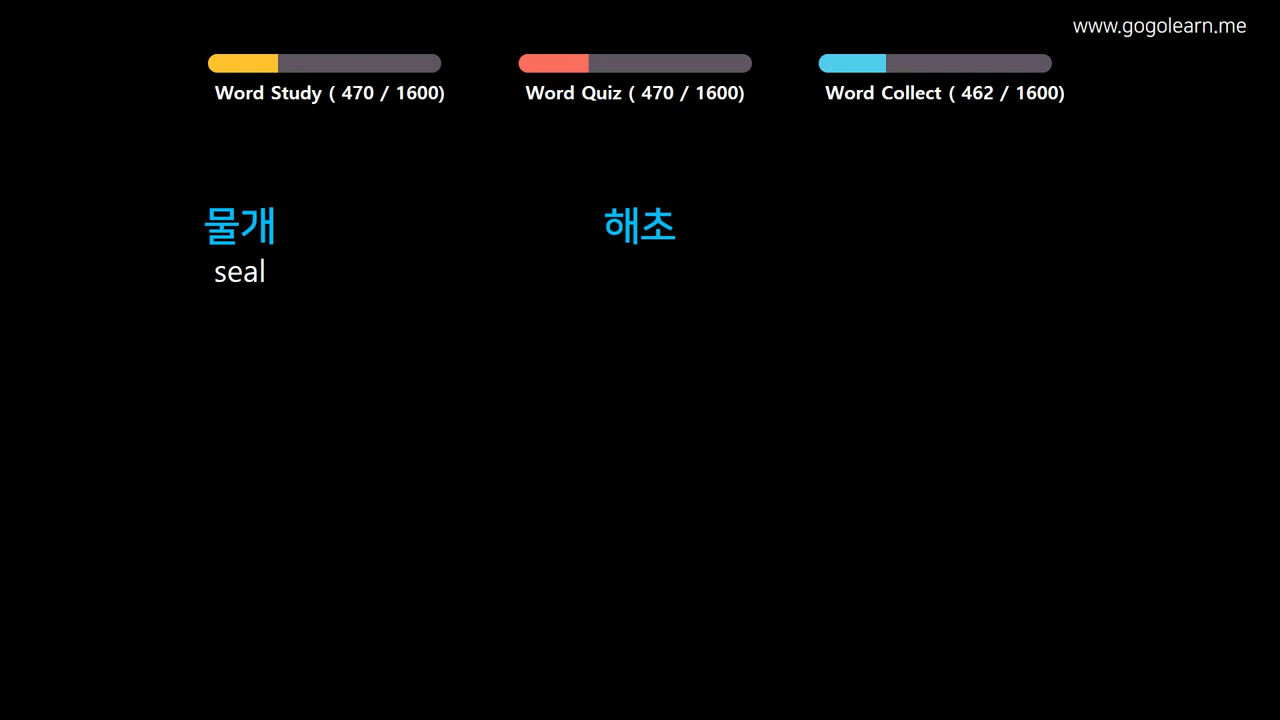 www.gogolearn.me
Word Study ( 470 / 1600)
Word Quiz ( 470 / 1600)
Word Collect ( 462 / 1600)
물개
seal
해초